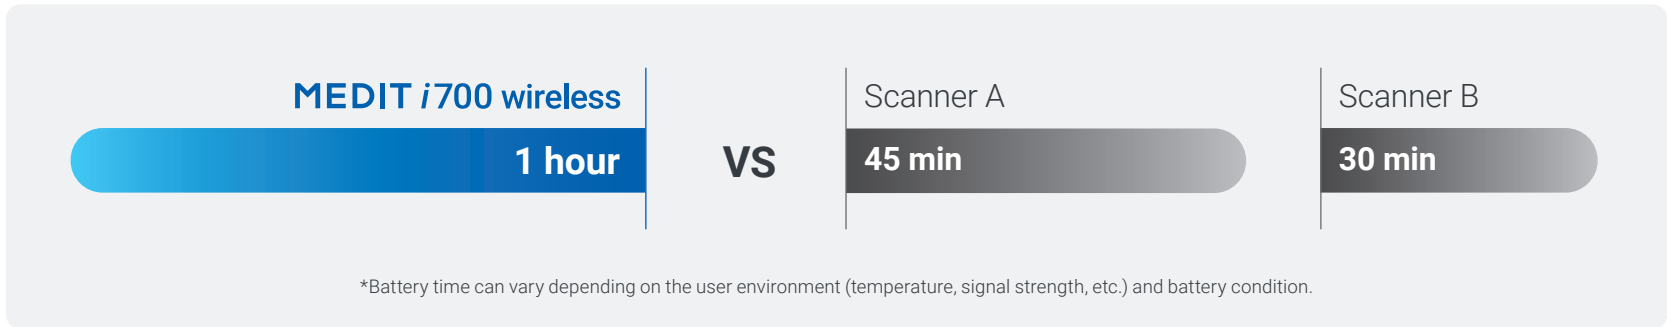 MEDIT i700 wireless
1 hour
VS
Scanner A
45 min
Scanner B
30 min
*Battery time can vary depending on the user environment (temperature, signal strength, etc.) and battery condition.